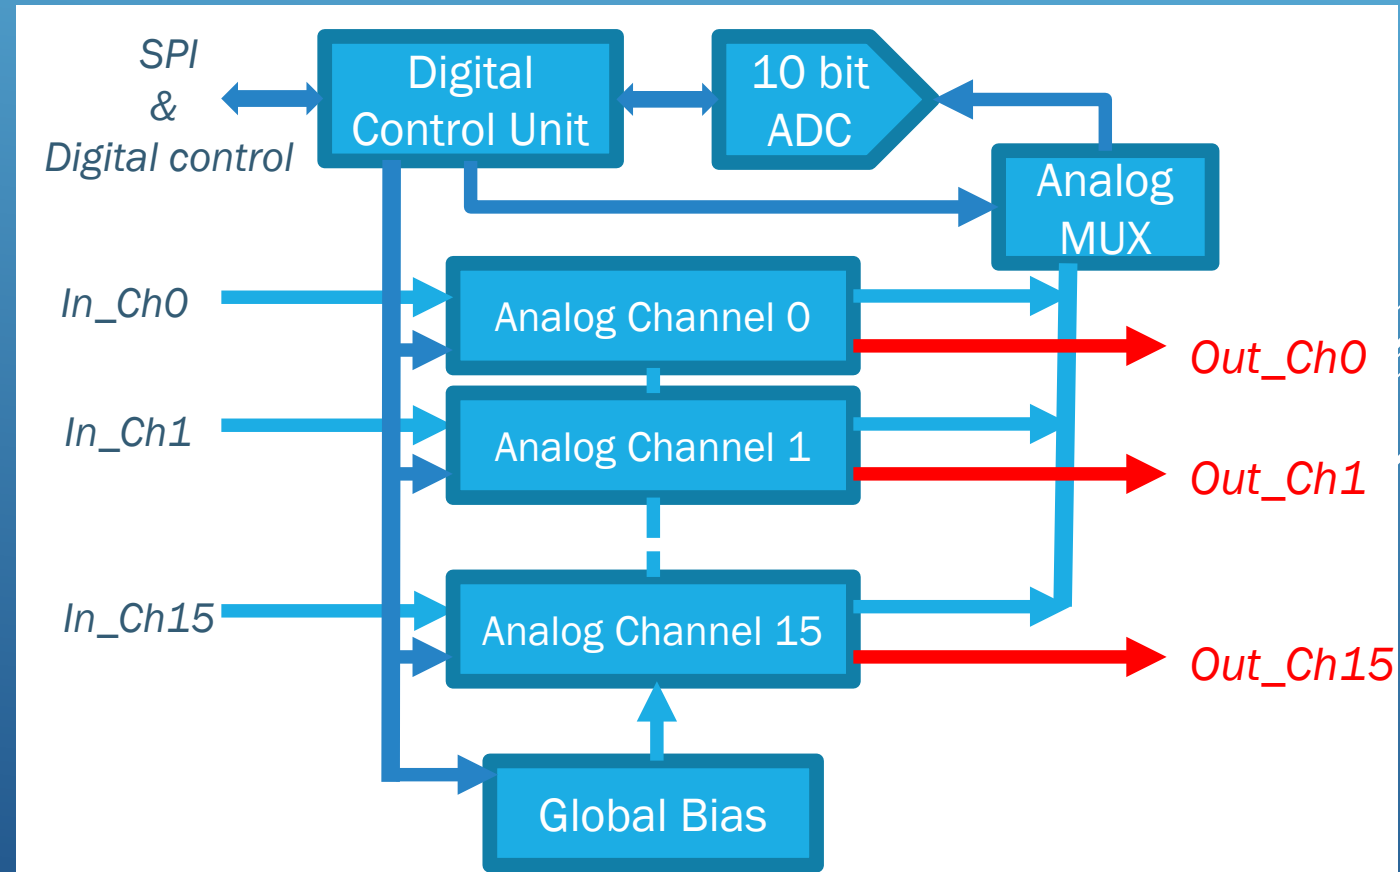 SPI
&
Digital control
Digital
Control Unit
10 bit
ADC
Analog
MUX
In_Ch0
Analog Channel 0
Out_Ch0
In_Ch1
Analog Channel 1
Out_Ch1
In_Ch15
Analog Channel 15
Out_Ch15
Global Bias